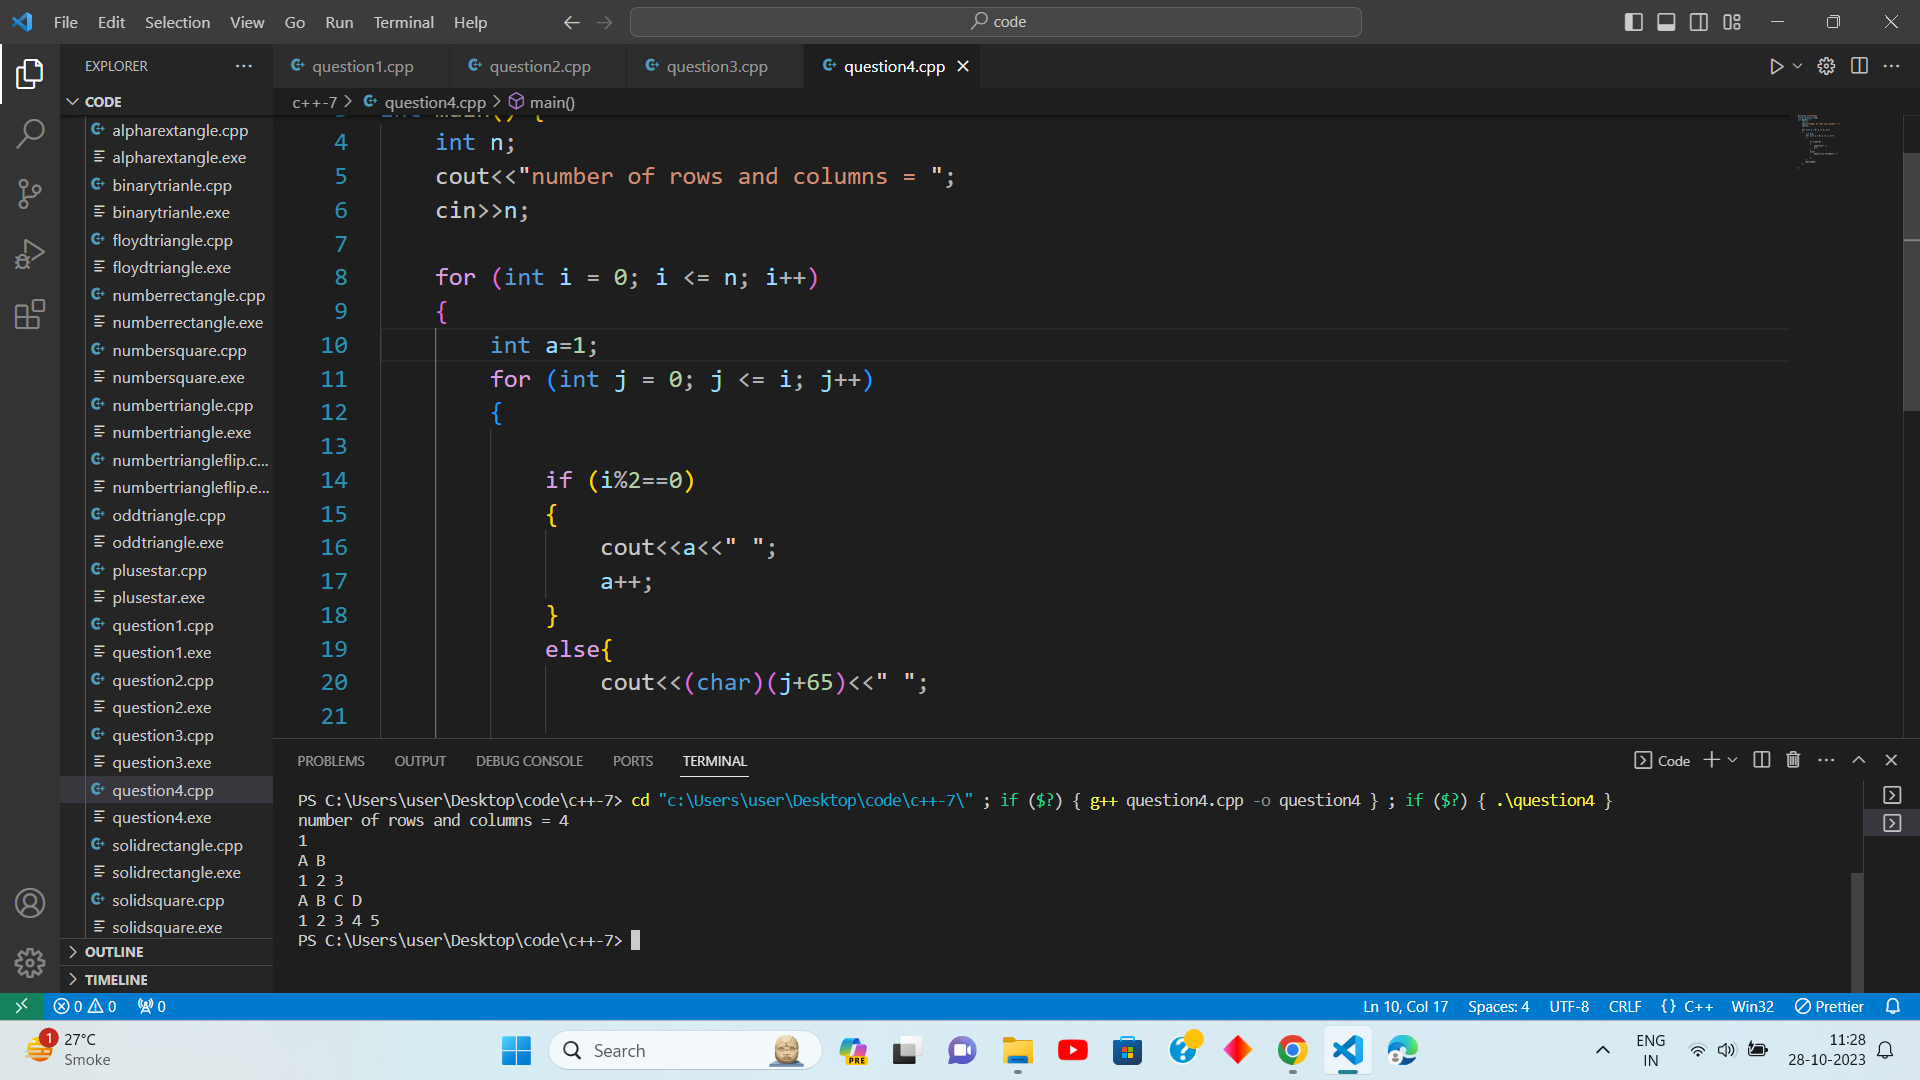 File Edit Selection View Go Run Terminal Help
code
EXPLORER
question1.cpp
question2.cpp
question3.cpp
question4.cpp
c++-7 > question4.cpp > main()
CODE
alpharextangle.cpp
alpharextangle.exe
binarytrianle.cpp
binarytrianle.exe
floydtriangle.cpp
floydtriangle.exe
numberrectangle.cpp
numberrectangle.exe
numbersquare.cpp
numbersquare.exe
numbertriangle.cpp
numbertriangle.exe
numbertriangleflip.c...
numbertriangleflip.e...
oddtriangle.cpp
oddtriangle.exe
plusestar.cpp
plusestar.exe
question1.cpp
question1.exe
question2.cpp
question2.exe
question3.cpp
question3.exe
question4.cpp
question4.exe
solidrectangle.cpp
solidrectangle.exe
solidsquare.cpp
solidsquare.exe
OUTLINE
TIMELINE
3 int main() {
4 int n;
5 cout<<"number of rows and columns = ";
6 cin>>n;
7
8 for (int i = 0; i <= n; i++)
9 {
10 int a=1;
11 for (int j = 0; j <= i; j++)
12 {
13
14 if (i%2==0)
15 {
16 cout<<a<<" ";
17 a++;
18 }
19 else{
20 cout<<(char)(j+65)<<" ";
21
PROBLEMS OUTPUT DEBUG CONSOLE PORTS TERMINAL
Code
PS C:\Users\user\Desktop\code\c++-7> cd "c:\Users\user\Desktop\code\c++-7\" ; if ($?) { g++ question4.cpp -o question4 } ; if ($?) { .\question4 }
number of rows and columns = 4
1
A B
1 2 3
A B C D
1 2 3 4 5
PS C:\Users\user\Desktop\code\c++-7>
0 0 0
Ln 10, Col 17 Spaces: 4 UTF-8 CRLF {} C++ Win32 Prettier
1
27°C
Smoke
Search
PRE
ENG
IN
11:28
28-10-2023